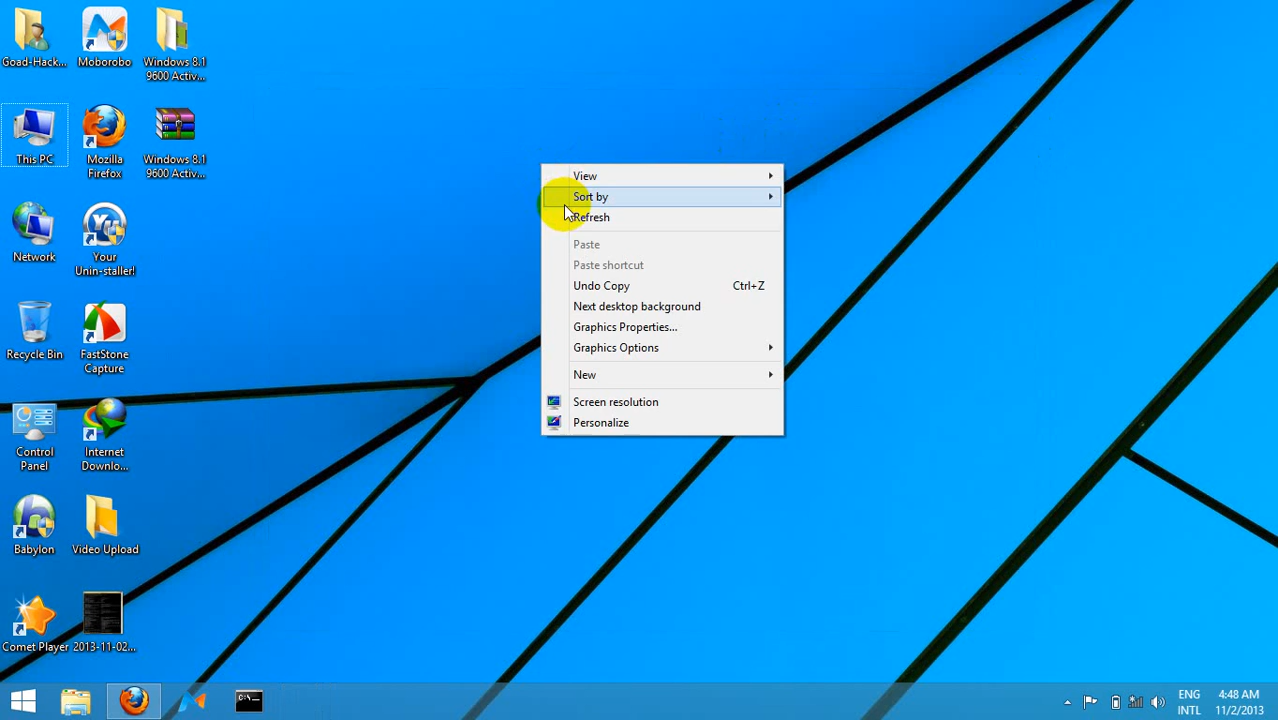 Goad-Hack...
Moborobo
Windows 8.1
9600 Activ...
This PC
Mozilla
Firefox
Windows 8.1
9600 Activ...
Network
Your
Unin-staller!
Recycle Bin
FastStone
Capture
Control
Panel
Internet
Downlo...
Babylon
Video Upload
Comet Player
2013-11-02...
View
Sort by
Refresh
Paste
Paste shortcut
Undo Copy Ctrl+Z
Next desktop background
Graphics Properties...
Graphics Options
New
Screen resolution
Personalize
C:\
ENG
INTL
4:48 AM
11/2/2013